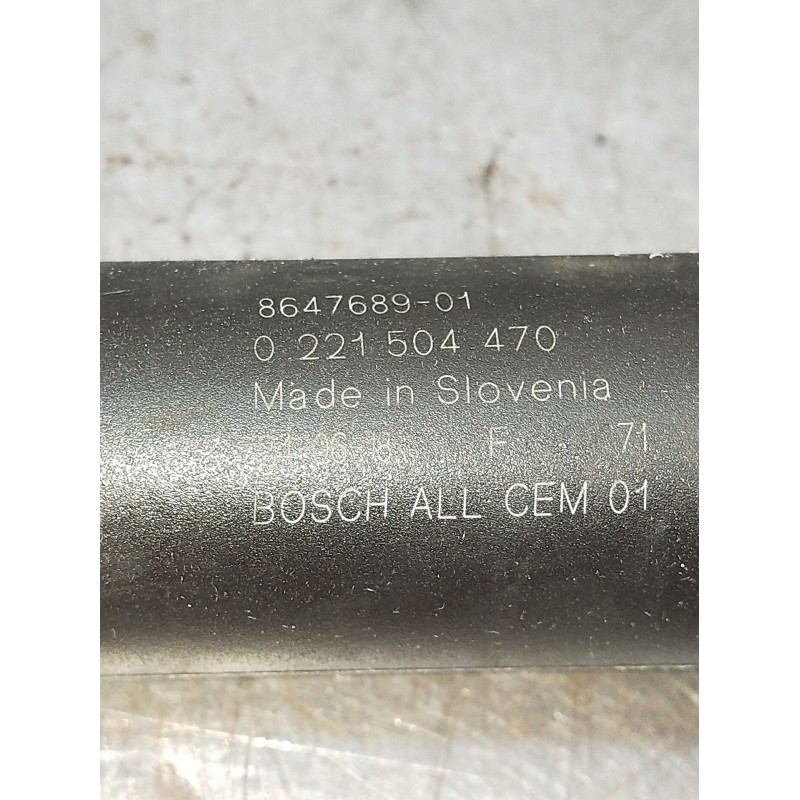 8647689-01
0 221 504 470
Made in Slovenia
F 71
BOSCH ALL CEM 01